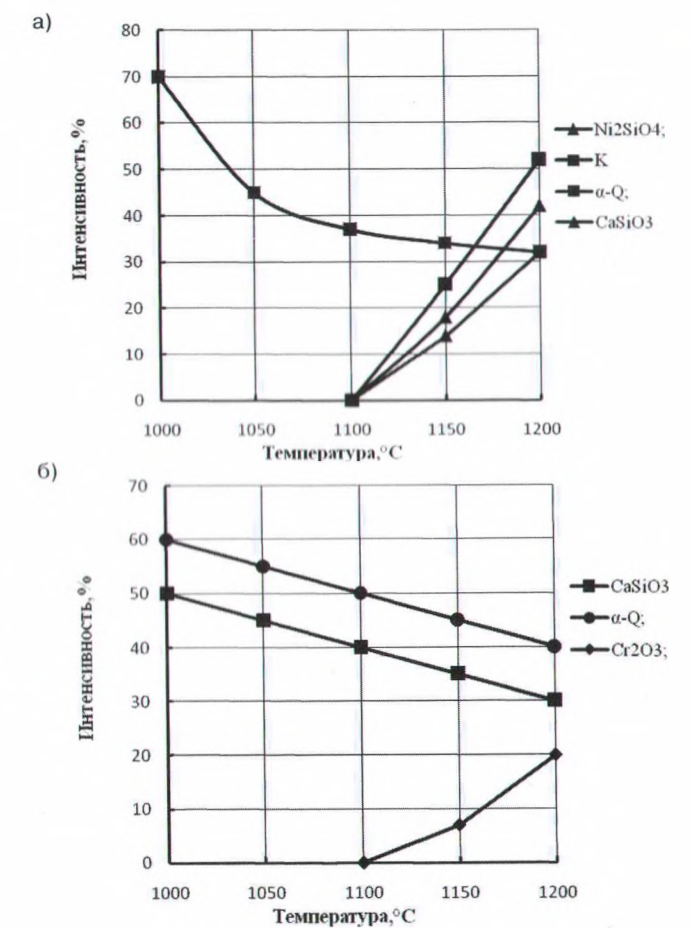 а)
80
70
60
50
40
30
20
10
0
Интенсивность,%
1000 1050 1100 1150 1200
Температура,°С
Ni2SiO4;
K
α-Q;
CaSiO3
б)
70
60
50
40
30
20
10
0
Интенсивность,%
1000 1050 1100 1150 1200
Температура,°С
CaSiO3
α-Q;
Cr2O3;